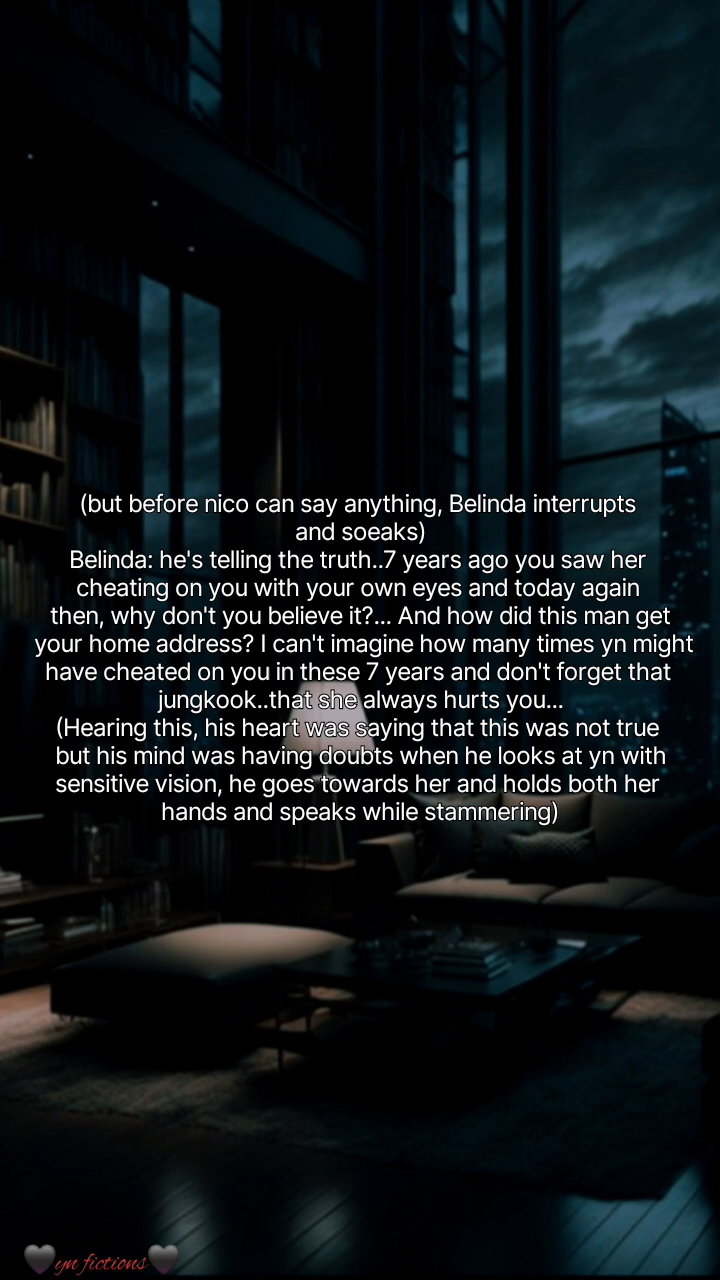 (but before nico can say anything, Belinda interrupts
and soeaks)
Belinda: he's telling the truth..7 years ago you saw her
cheating on you with your own eyes and today again
then, why don't you believe it?... And how did this man get
your home address? I can't imagine how many times yn might
have cheated on you in these 7 years and don't forget that
jungkook..that she always hurts you...
(Hearing this, his heart was saying that this was not true
but his mind was having doubts when he looks at yn with
sensitive vision, he goes towards her and holds both her
hands and speaks while stammering)
🖤yn fictions🖤